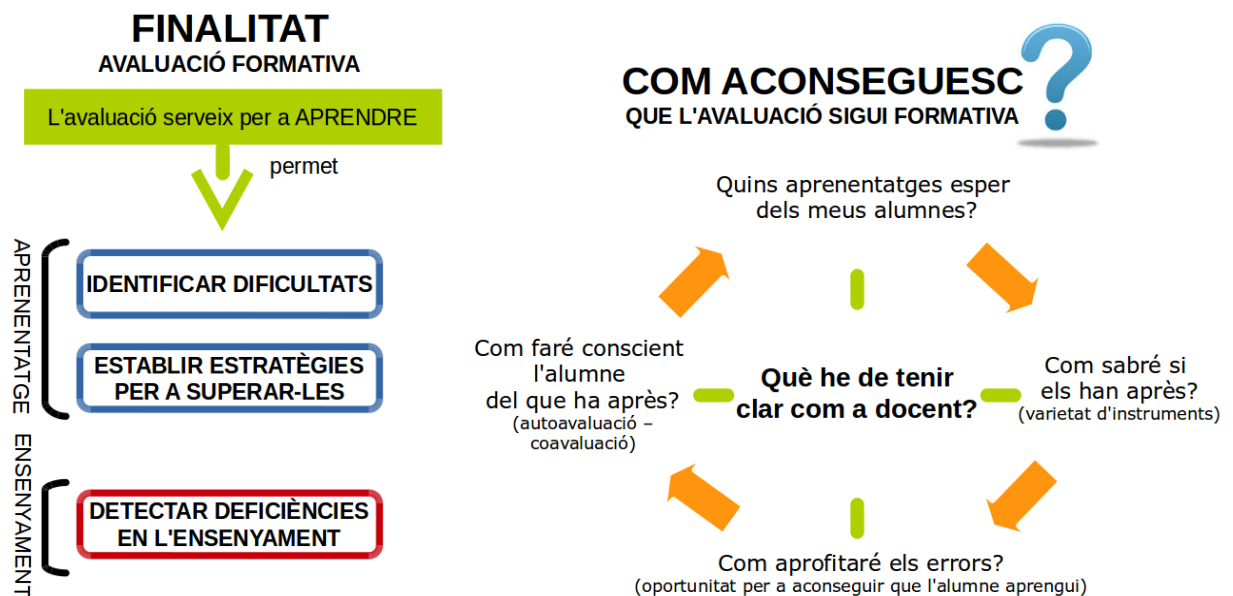 FINALITAT
AVALUACIÓ FORMATIVA
L'avaluació serveix per a APRENDRE
permet
APRENENTATGE
IDENTIFICAR DIFICULTATS
ESTABLIR ESTRATÈGIES
PER A SUPERAR-LES
ENSENYAMENT
DETECTAR DEFICIÈNCIES
EN L'ENSENYAMENT
COM ACONSEGUESC
QUE L'AVALUACIÓ SIGUI FORMATIVA
?
Quins aprenentatges esper
dels meus alumnes?
Com sabré si
els han après?
(varietat d'instruments)
Com aprofitaré els errors?
(oportunitat per a aconseguir que l'alumne aprengui)
Com faré conscient
l'alumne
del que ha après?
(autoavaluació –
coavaluació)
Què he de tenir
clar com a docent?